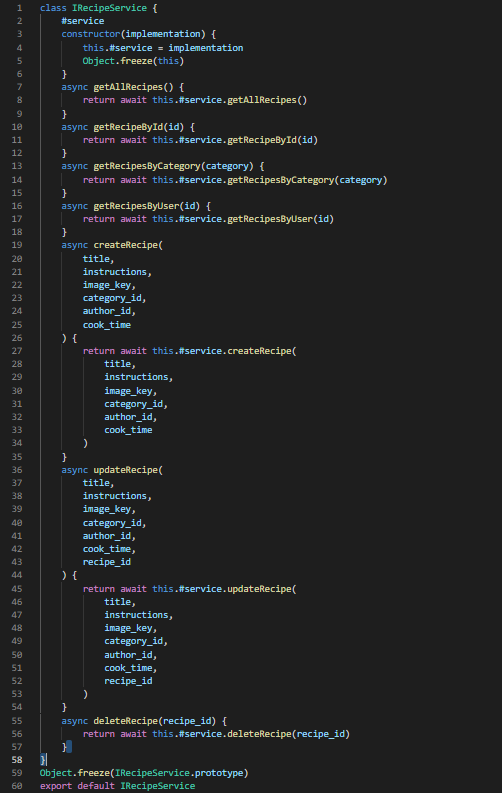 1 class IRecipeService {
2 #service
3 constructor(implementation) {
4 this.#service = implementation
5 Object.freeze(this)
6 }
7 async getAllRecipes() {
8 return await this.#service.getAllRecipes()
9 }
10 async getRecipeById(id) {
11 return await this.#service.getRecipeById(id)
12 }
13 async getRecipesByCategory(category) {
14 return await this.#service.getRecipesByCategory(category)
15 }
16 async getRecipesByUser(id) {
17 return await this.#service.getRecipesByUser(id)
18 }
19 async createRecipe(
20 title,
21 instructions,
22 image_key,
23 category_id,
24 author_id,
25 cook_time
26 ) {
27 return await this.#service.createRecipe(
28 title,
29 instructions,
30 image_key,
31 category_id,
32 author_id,
33 cook_time
34 )
35 }
36 async updateRecipe(
37 title,
38 instructions,
39 image_key,
40 category_id,
41 author_id,
42 cook_time,
43 recipe_id
44 ) {
45 return await this.#service.updateRecipe(
46 title,
47 instructions,
48 image_key,
49 category_id,
50 author_id,
51 cook_time,
52 recipe_id
53 )
54 }
55 async deleteRecipe(recipe_id) {
56 return await this.#service.deleteRecipe(recipe_id)
57 }
58 }
59 Object.freeze(IRecipeService.prototype)
60 export default IRecipeService